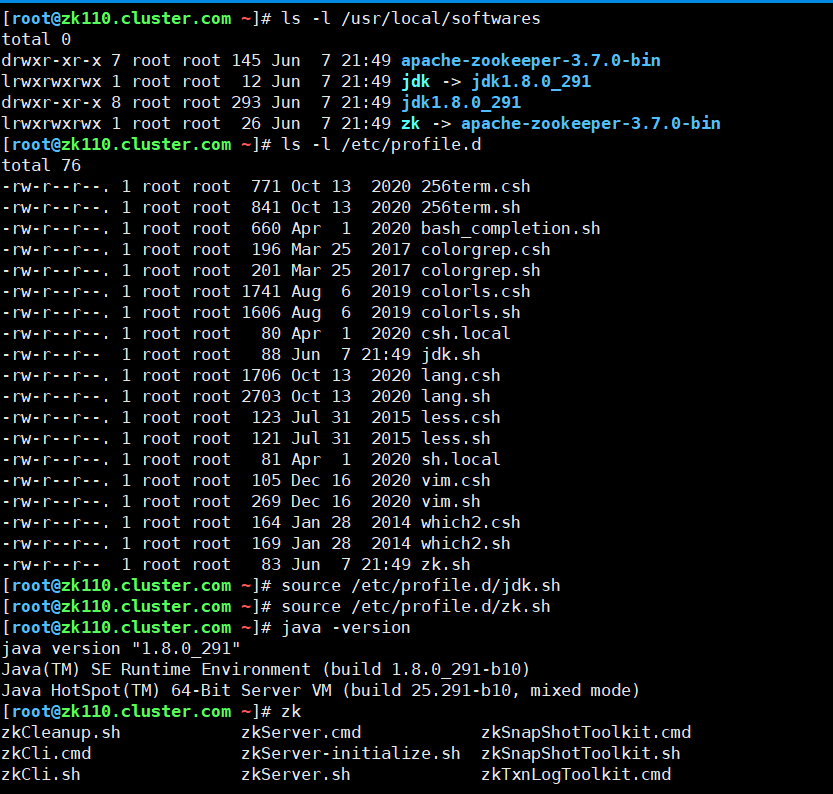 [root@zk110.cluster.com ~]# ls -l /usr/local/softwares
total 0
drwxr-xr-x 7 root root 145 Jun  7 21:49 apache-zookeeper-3.7.0-bin
lrwxrwxrwx 1 root root  12 Jun  7 21:49 jdk -> jdk1.8.0_291
drwxr-xr-x 8 root root 293 Jun  7 21:49 jdk1.8.0_291
lrwxrwxrwx 1 root root  26 Jun  7 21:49 zk -> apache-zookeeper-3.7.0-bin
[root@zk110.cluster.com ~]# ls -l /etc/profile.d
total 76
-rw-r--r--. 1 root root  771 Oct 13  2020 256term.csh
-rw-r--r--. 1 root root  841 Oct 13  2020 256term.sh
-rw-r--r--. 1 root root  660 Apr  1  2020 bash_completion.sh
-rw-r--r--. 1 root root  196 Mar 25  2017 colorgrep.csh
-rw-r--r--. 1 root root  201 Mar 25  2017 colorgrep.sh
-rw-r--r--. 1 root root 1741 Aug  6  2019 colorls.csh
-rw-r--r--. 1 root root 1606 Aug  6  2019 colorls.sh
-rw-r--r--. 1 root root   80 Apr  1  2020 csh.local
-rw-r--r--  1 root root   88 Jun  7 21:49 jdk.sh
-rw-r--r--. 1 root root 1706 Oct 13  2020 lang.csh
-rw-r--r--. 1 root root 2703 Oct 13  2020 lang.sh
-rw-r--r--. 1 root root  123 Jul 31  2015 less.csh
-rw-r--r--. 1 root root  121 Jul 31  2015 less.sh
-rw-r--r--. 1 root root   81 Apr  1  2020 sh.local
-rw-r--r--. 1 root root  105 Dec 16  2020 vim.csh
-rw-r--r--. 1 root root  269 Dec 16  2020 vim.sh
-rw-r--r--. 1 root root  164 Jan 28  2014 which2.csh
-rw-r--r--. 1 root root  169 Jan 28  2014 which2.sh
-rw-r--r--  1 root root   83 Jun  7 21:49 zk.sh
[root@zk110.cluster.com ~]# source /etc/profile.d/jdk.sh
[root@zk110.cluster.com ~]# source /etc/profile.d/zk.sh
[root@zk110.cluster.com ~]# java -version
java version "1.8.0_291"
Java(TM) SE Runtime Environment (build 1.8.0_291-b10)
Java HotSpot(TM) 64-Bit Server VM (build 25.291-b10, mixed mode)
[root@zk110.cluster.com ~]# zk
zkCleanup.sh            zkServer.cmd            zkSnapShotToolkit.cmd
zkCli.cmd               zkServer-initialize.sh  zkSnapShotToolkit.sh
zkCli.sh                zkServer.sh             zkTxnLogToolkit.cmd